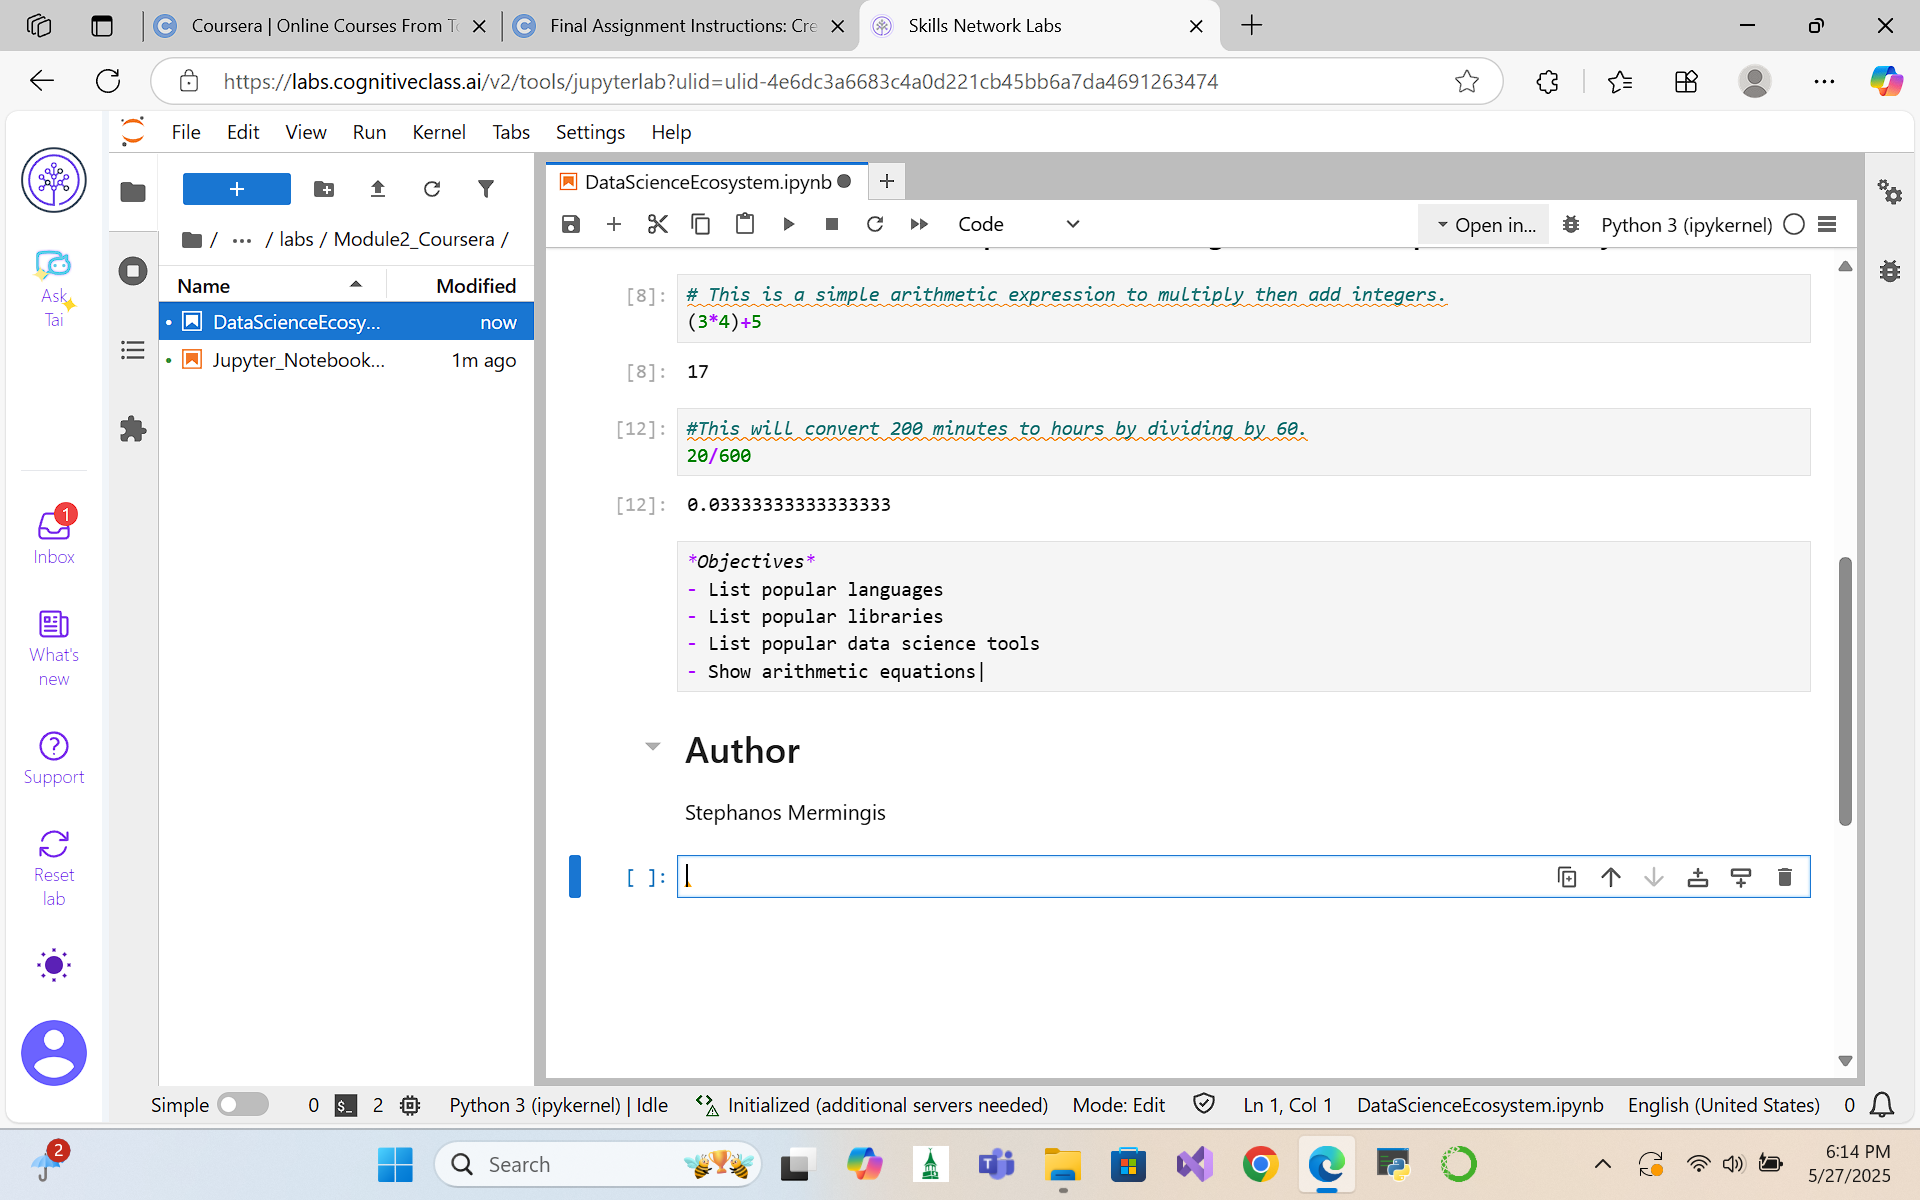 Coursera | Online Courses From To
Final Assignment Instructions: Cre
Skills Network Labs
https://labs.cognitiveclass.ai/v2/tools/jupyterlab?ulid=ulid-4e6dc3a6683c4a0d221cb45bb6a7da4691263474
File Edit View Run Kernel Tabs Settings Help
DataScienceEcosystem.ipynb
Code
Open in...
Python 3 (ipykernel)
/ ... / labs / Module2_Coursera /
Name Modified
DataScienceEcosy... now
Jupyter_Notebook... 1m ago
Ask
Tai
1
Inbox
What's
new
Support
Reset
lab
[8]: # This is a simple arithmetic expression to multiply then add integers.
(3*4)+5
[8]: 17
[12]: #This will convert 200 minutes to hours by dividing by 60.
20/600
[12]: 0.03333333333333333
*Objectives*
- List popular languages
- List popular libraries
- List popular data science tools
- Show arithmetic equations
Author
Stephanos Mermingis
[ ]:
Simple 0 $_ 2 Python 3 (ipykernel) | Idle Initialized (additional servers needed) Mode: Edit Ln 1, Col 1 DataScienceEcosystem.ipynb English (United States) 0
2
Search
6:14 PM
5/27/2025